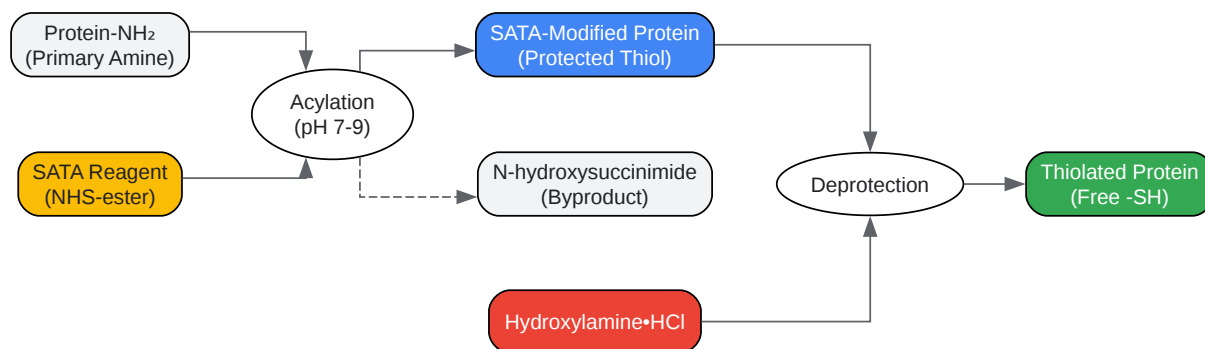 Protein-NH₂
(Primary Amine)
SATA Reagent
(NHS-ester)
Acylation
(pH 7-9)
SATA-Modified Protein
(Protected Thiol)
N-hydroxysuccinimide
(Byproduct)
Hydroxylamine•HCl
Deprotection
Thiolated Protein
(Free -SH)